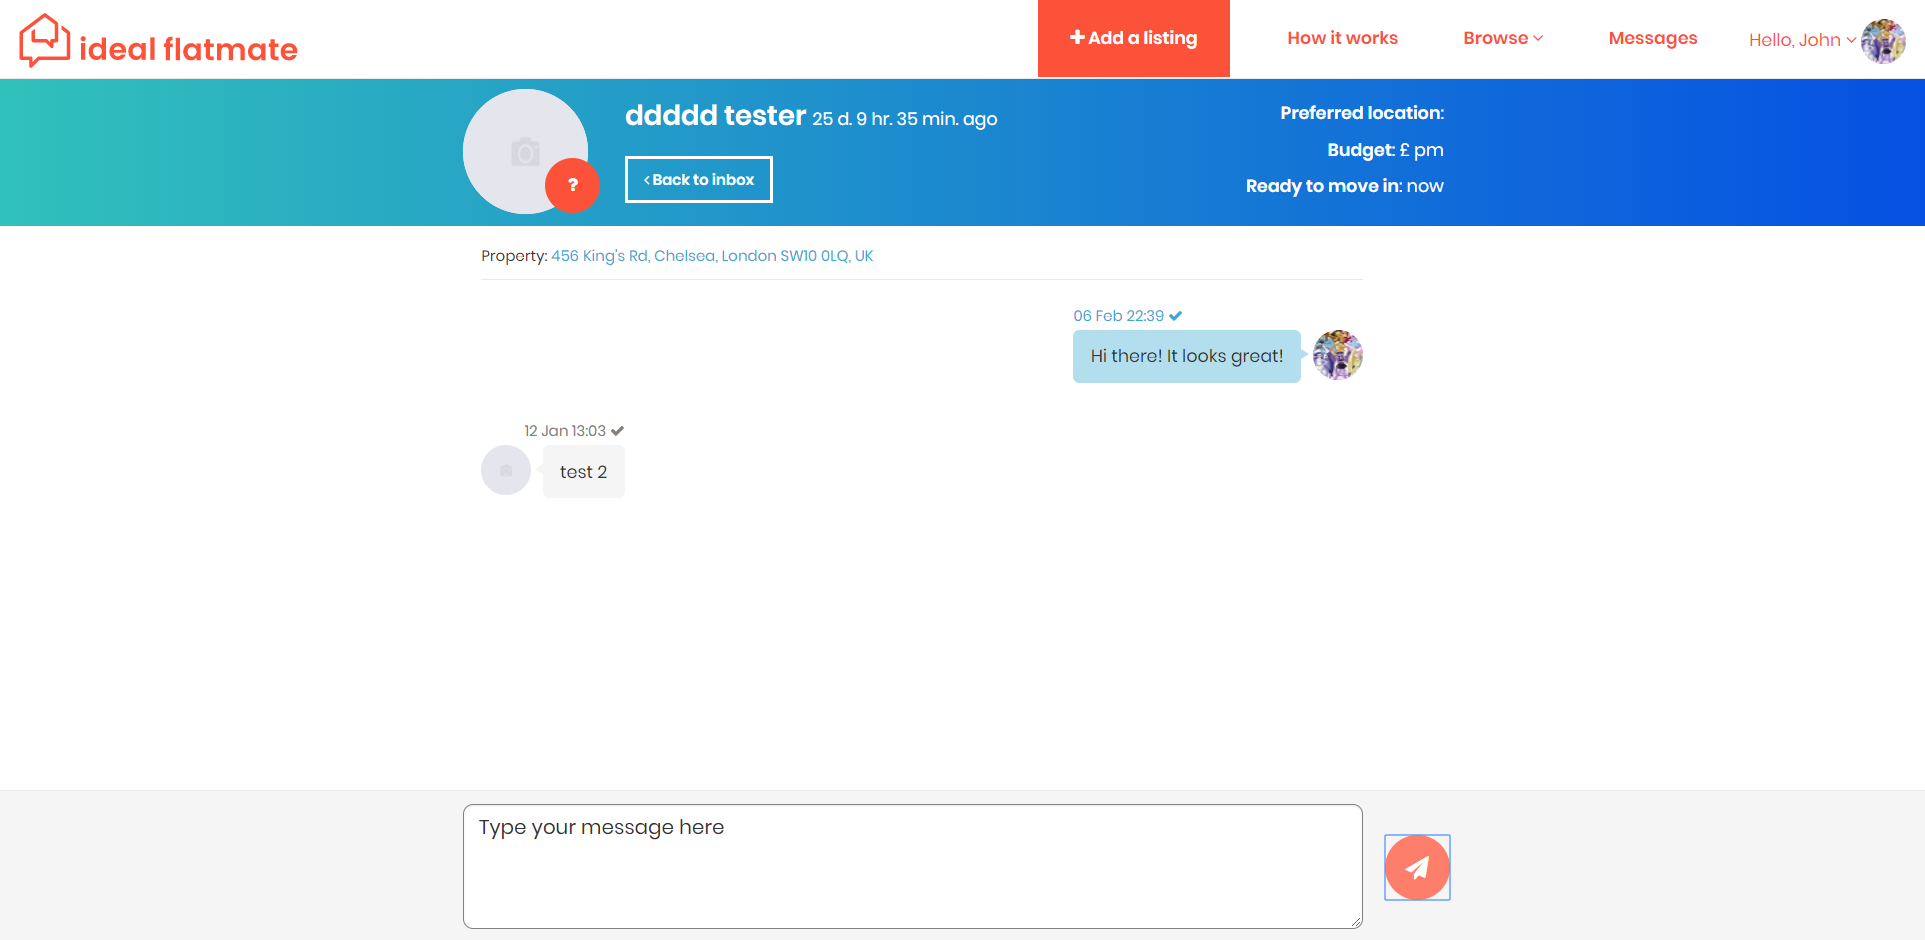 ideal flatmate
Add a listing
How it works
Browse
Messages
Hello, John
ddddd tester 25 d. 9 hr. 35 min. ago
?
Back to inbox
Preferred location:
Budget: £ pm
Ready to move in: now
Property: 456 King's Rd, Chelsea, London SW10 0LQ, UK
06 Feb 22:39
Hi there! It looks great!
12 Jan 13:03
test 2
Type your message here